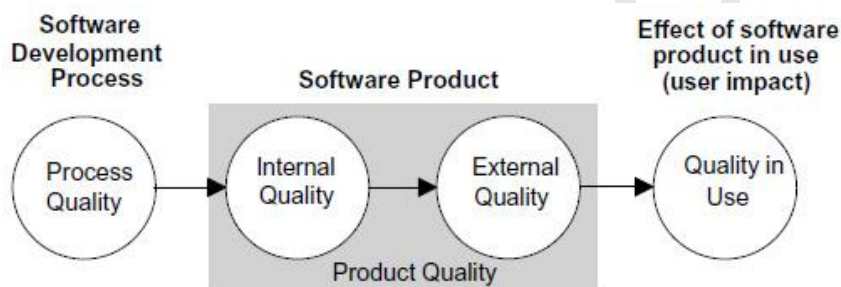 Software
Development
Process
Software Product
Effect of software
product in use
(user impact)
Process
Quality
Internal
Quality
External
Quality
Quality in
Use
Product Quality